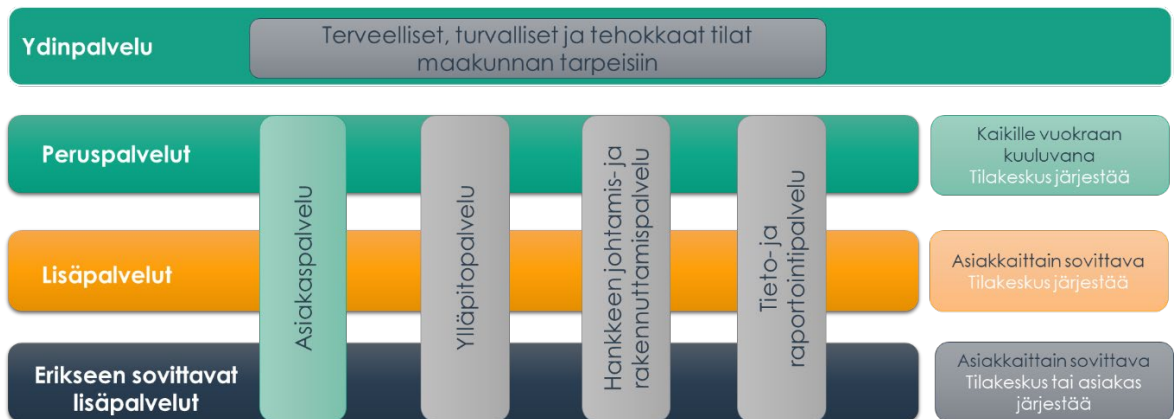 Ydinpalvelu
Terveelliset, turvalliset ja tehokkaat tilat
maakunnan tarpeisiin
Peruspalvelut
Kaikille vuokraan
kuuluvana
Tilakeskus järjestää
Lisäpalvelut
Asiakkaittain sovittava
Tilakeskus järjestää
Erikseen sovittavat
lisäpalvelut
Asiakkaittain sovittava
Tilakeskus tai asiakas
järjestää
Asiakaspalvelu
Ylläpitopalvelu
Hankkeen johtamis- ja
rakennuttamispalvelu
Tieto- ja
raportointipalvelu